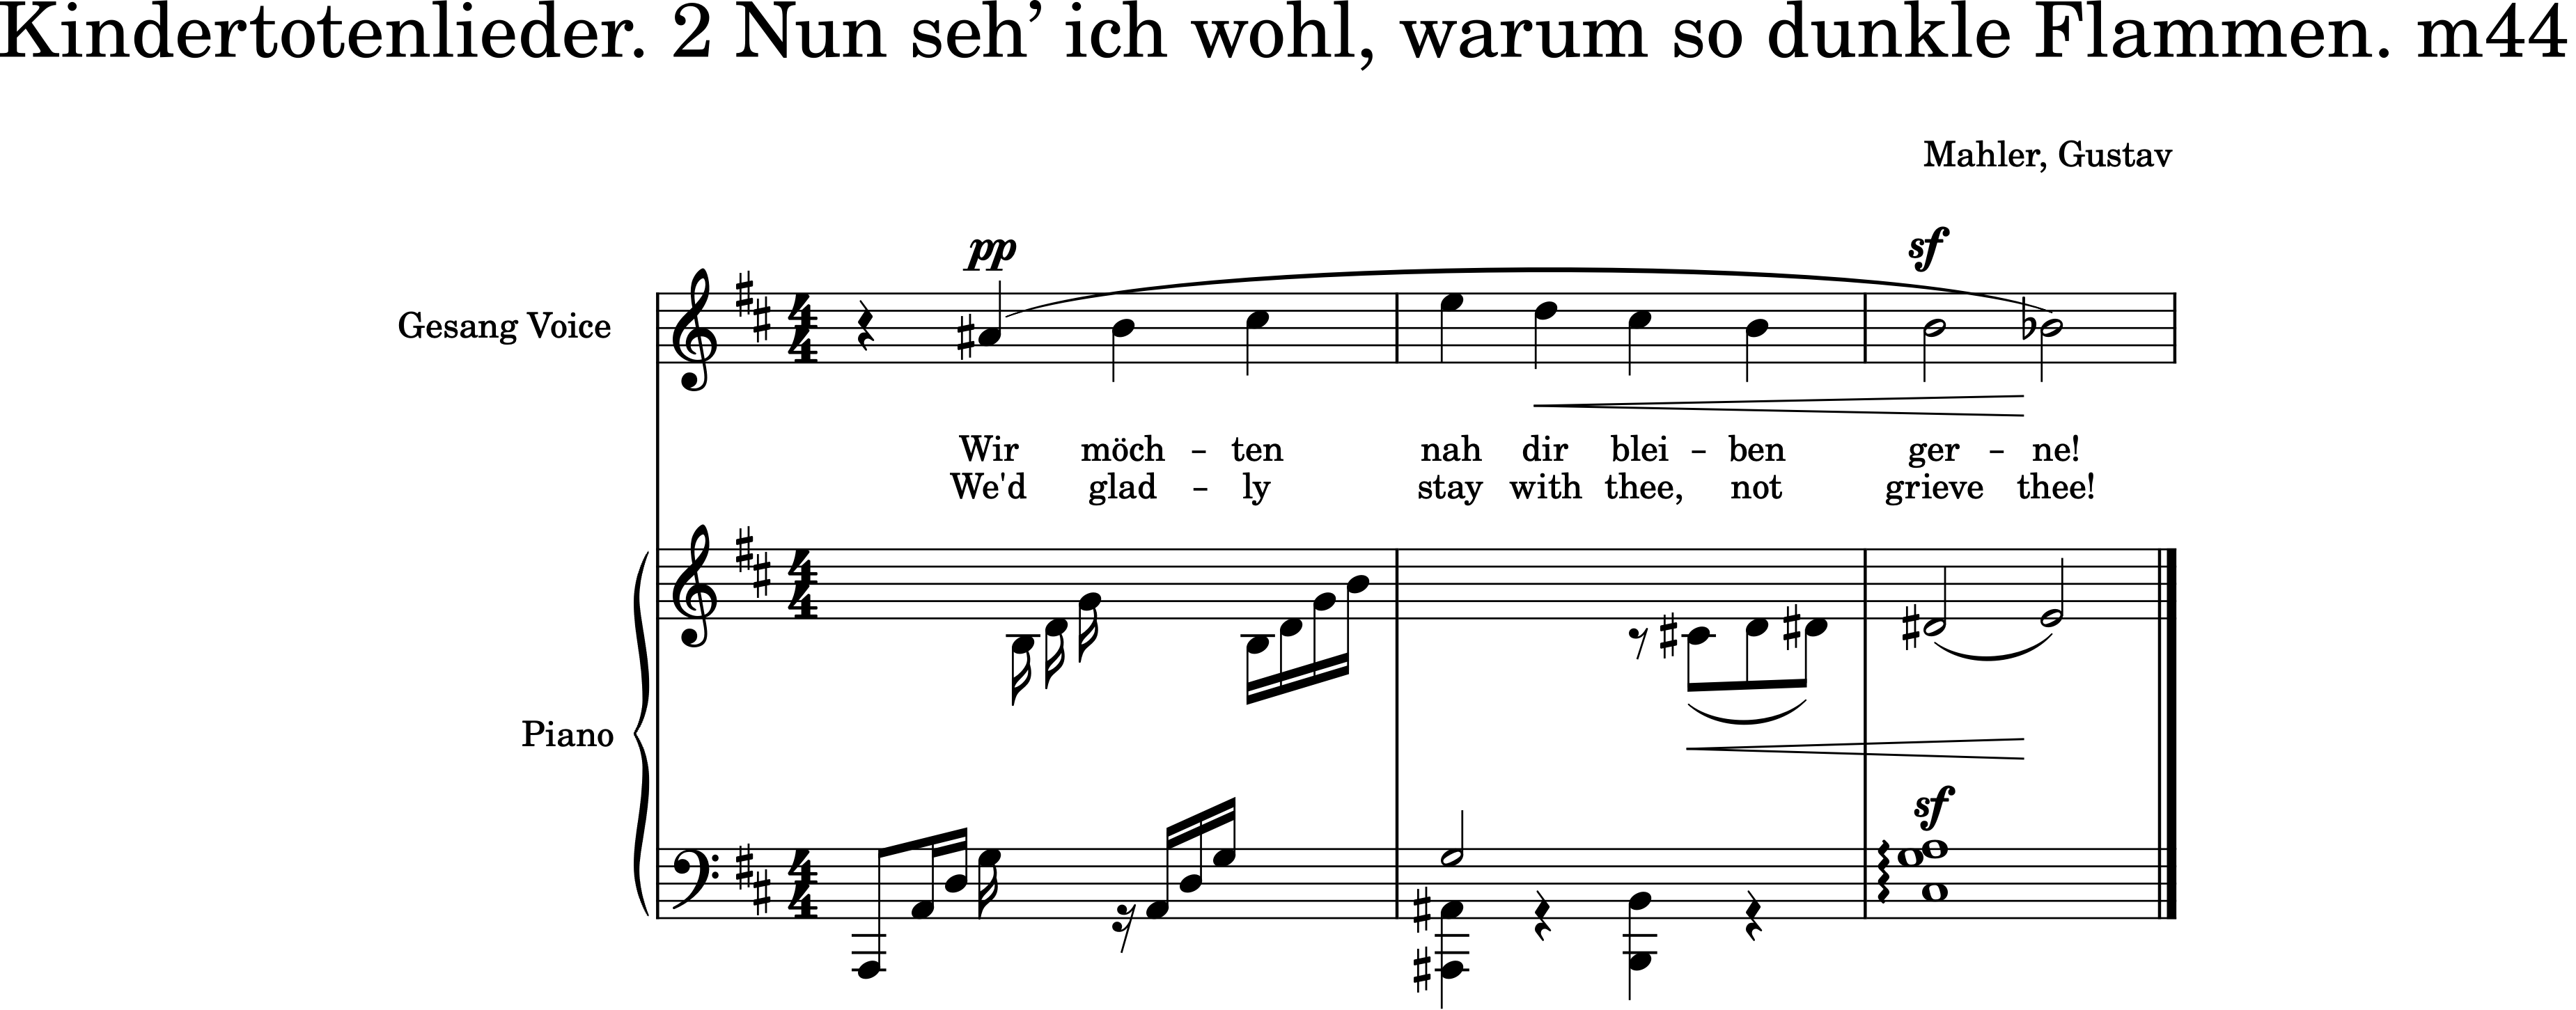 Kindertotenlieder. 2 Nun seh’ ich wohl, warum so dunkle Flammen. m44
Mahler, Gustav
pp
sf
Gesang Voice
Wir möch – ten nah dir blei – ben ger – ne!
We'd glad – ly stay with thee, not grieve thee!
Piano
sf